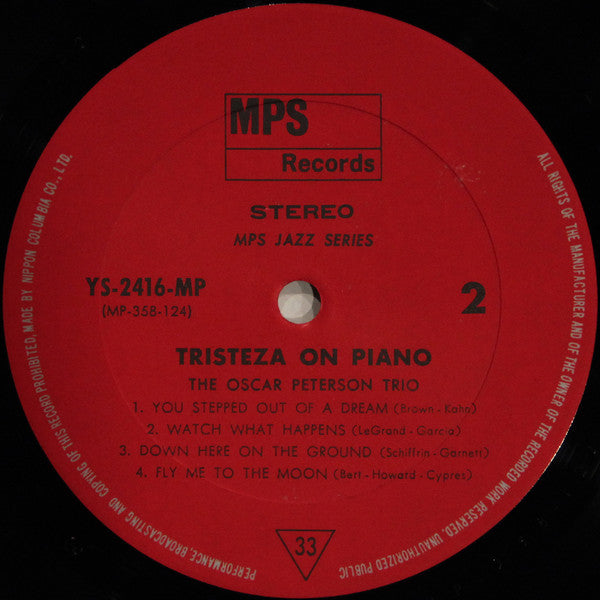 MPS
Records
STEREO
MPS JAZZ SERIES
YS-2416-MP
(MP-358-124)
2
TRISTEZA ON PIANO
THE OSCAR PETERSON TRIO
1. YOU STEPPED OUT OF A DREAM (Brown - Kahn)
2. WATCH WHAT HAPPENS (LeGrand - Garcia)
3. DOWN HERE ON THE GROUND (Schiffrin - Garnett)
4. FLY ME TO THE MOON (Bert - Howard - Cypres)
33
ALL RIGHTS OF THE MANUFACTURER AND OF THE OWNER OF THE RECORDED WORK RESERVED. UNAUTHORIZED PUBLIC
PERFORMANCE, BROADCASTING AND COPYING OF THIS RECORD PROHIBITED, MADE BY NIPPON COLUMBIA CO., LTD.